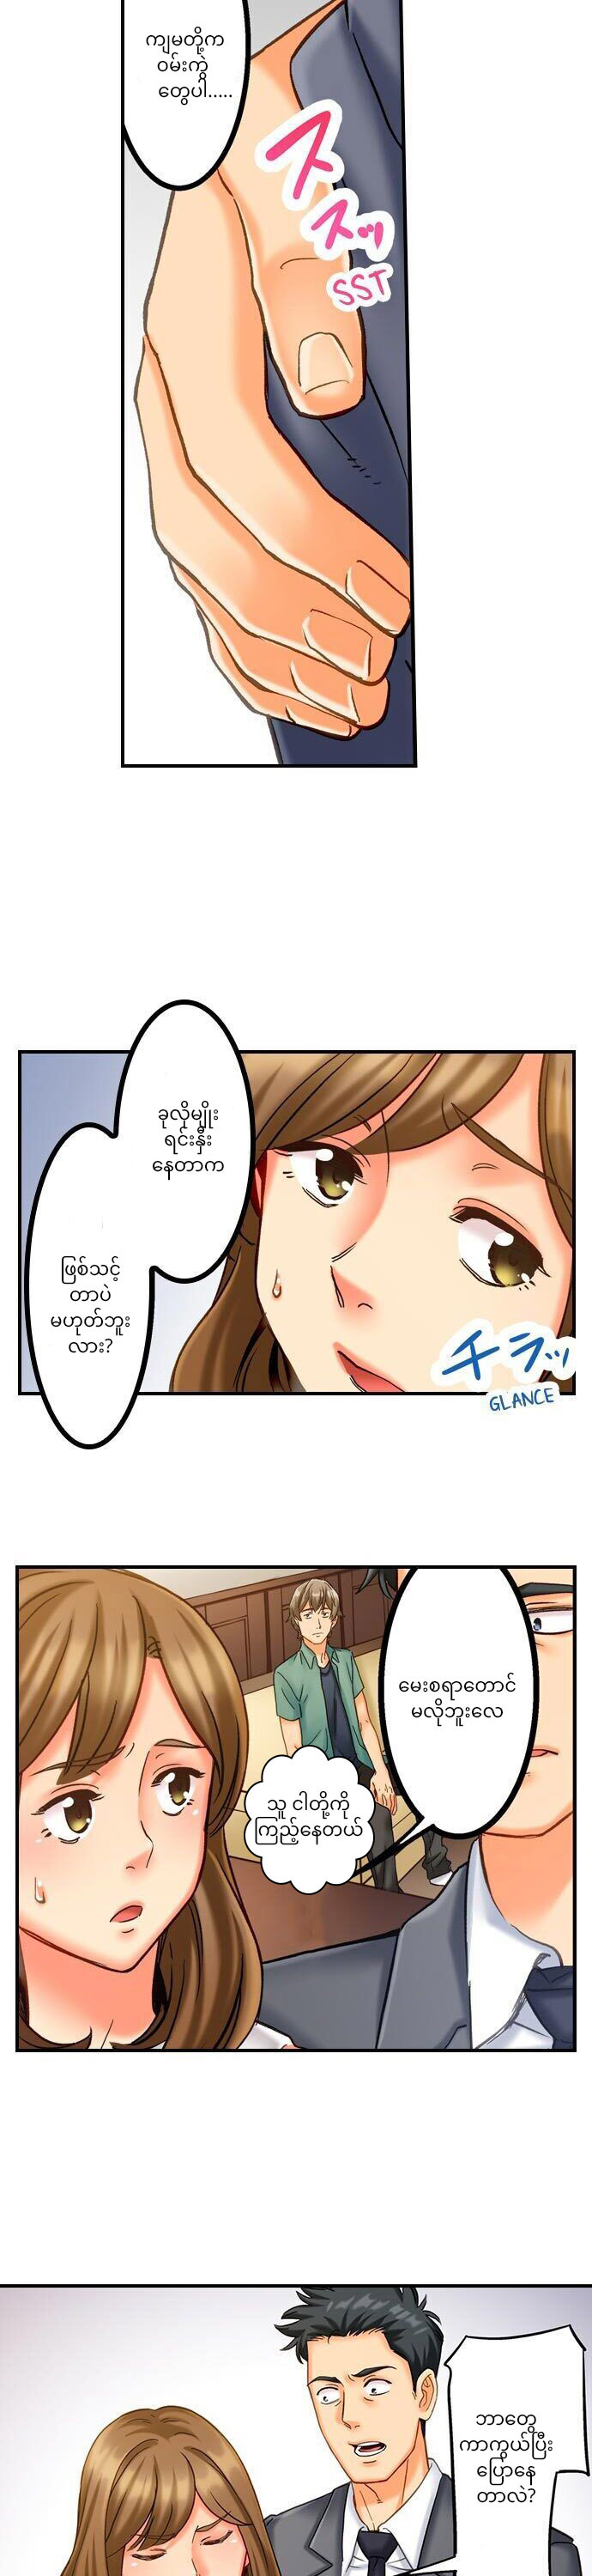 ကျမတို့က
ဝမ်းကွဲ
တွေပါ.....
ス
スッ
SST
ခုလိုမျိုး
ရင်းနှီး
နေတာက
ဖြစ်သင့်
တာပဲ
မဟုတ်ဘူး
လား?
チラッ
GLANCE
မေးစရာတောင်
မလိုဘူးလေ
သူ ငါတို့ကို
ကြည့်နေတယ်
ဘာတွေ
ကာကွယ်ပြီး
ပြောနေ
တာလဲ?